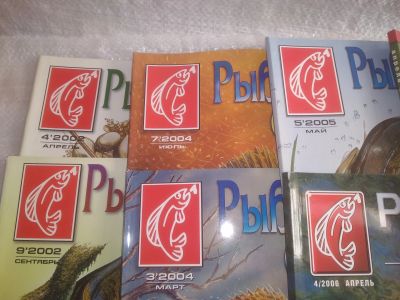 Ры
4'2002
АПРЕЛЬ
Рыб
7'2004
ИЮЛЬ
Ры
5'2005
МАЙ
Рыб
9'2002
СЕНТЯБРЬ
Рыб
3'2004
МАРТ
Р
4/2006 АПРЕЛЬ